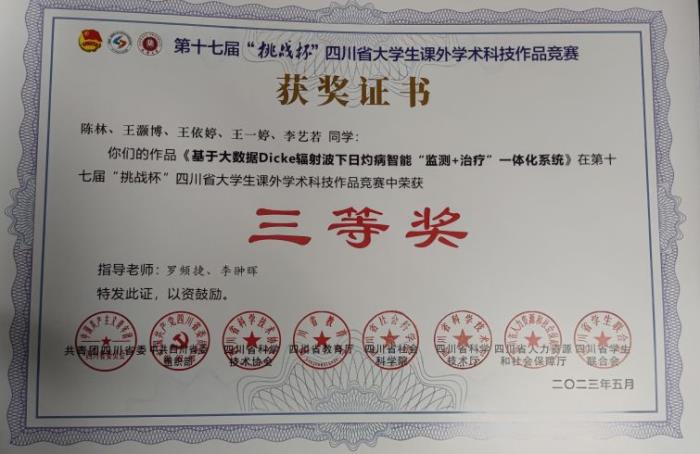 第十七届“挑战杯”四川省大学生课外学术科技作品竞赛
获奖证书
陈林、王灏博、王依婷、王一婷、李艺若 同学：
你们的作品《基于大数据Dicke辐射波下日灼病智能“监测+治疗”一体化系统》在第十
七届“挑战杯”四川省大学生课外学术科技作品竞赛中荣获
三等奖
指导老师：罗频捷、李翀晖
特发此证，以资鼓励。
共青团四川省委 中共四川省委组织部 四川省科学技术协会 四川省教育厅 四川省社会科学院 四川省科学技术厅 四川省人力资源和社会保障厅 四川省学生联合会
二〇二三年五月